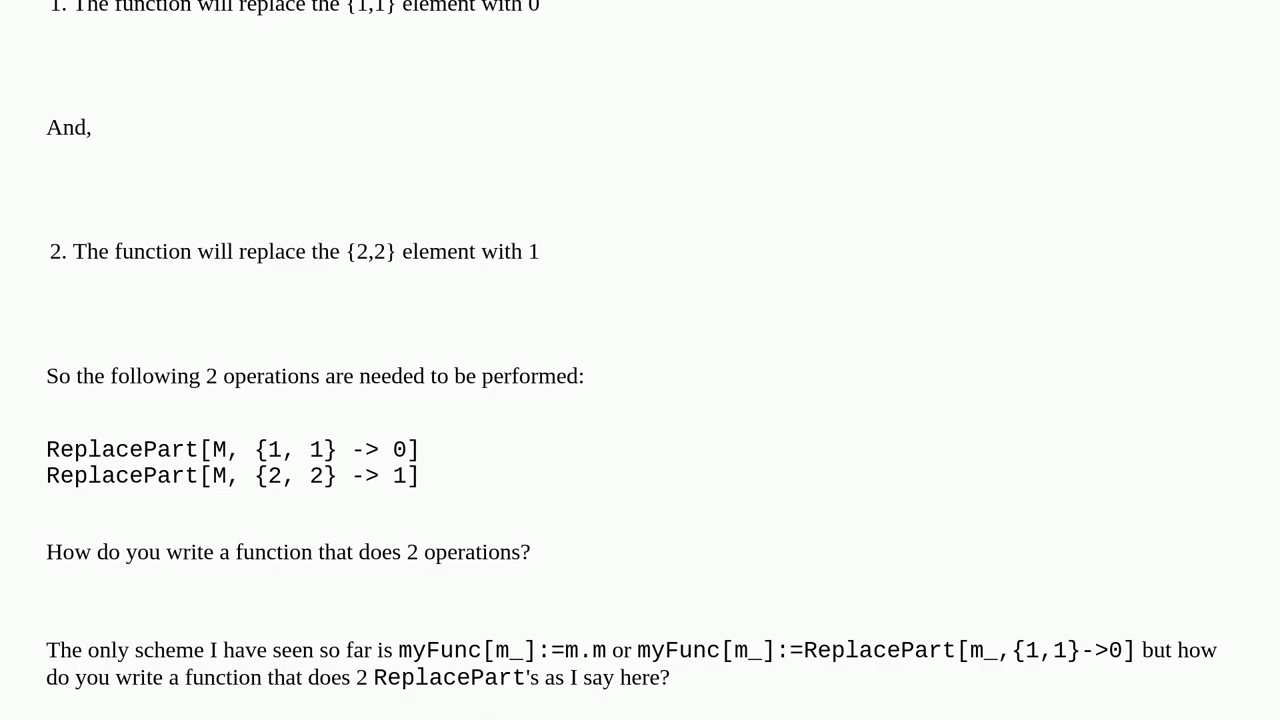 1. The function will replace the {1,1} element with 0
And,
2. The function will replace the {2,2} element with 1
So the following 2 operations are needed to be performed:
ReplacePart[M, {1, 1} -> 0]
ReplacePart[M, {2, 2} -> 1]
How do you write a function that does 2 operations?
The only scheme I have seen so far is myFunc[m_]:=m.m or myFunc[m_]:=ReplacePart[m_,{1,1}->0] but how
do you write a function that does 2 ReplacePart's as I say here?